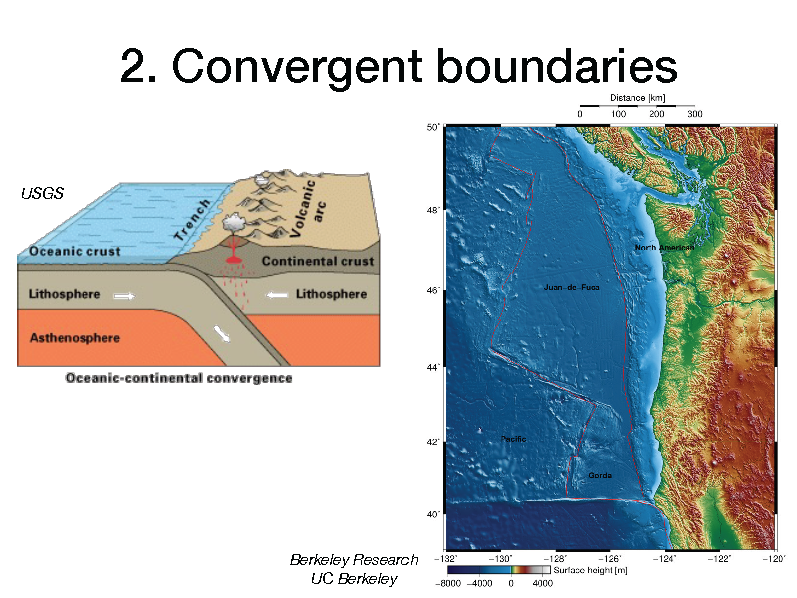 2. Convergent boundaries
USGS
Trench
Volcanic
arc
Oceanic crust
Continental crust
Lithosphere
Lithosphere
Asthenosphere
Oceanic-continental convergence
Distance [km]
0 100 200 300
50˚
48˚
46˚
44˚
42˚
40˚
North American
Juan-de-Fuca
Pacific
Gorda
−132˚ −130˚ −128˚ −126˚ −124˚ −122˚ −120˚
Surface height [m]
−8000 −4000 0 4000
Berkeley Research
UC Berkeley